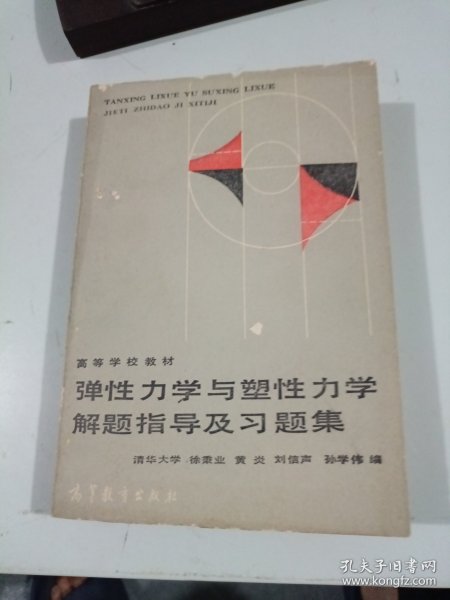 TANXING LIXUE YU SUXING LIXUE
JIETI ZHIDAO JI XITIJI
高等学校教材
弹性力学与塑性力学
解题指导及习题集
清华大学 徐秉业 黄炎 刘信声 孙学伟 编
高等教育出版社
孔夫子旧书网
www.kongfz.com